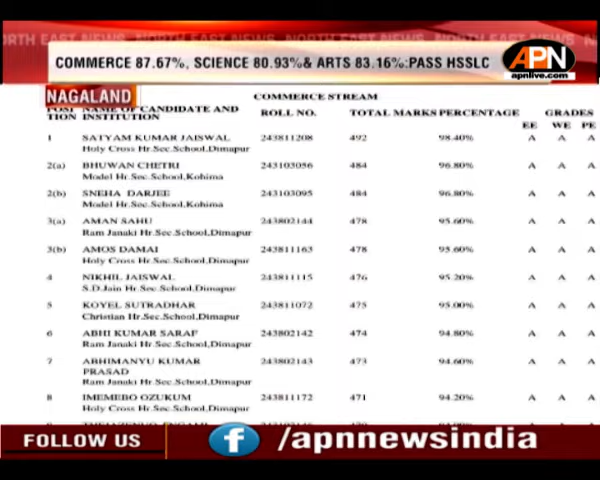 NORTH EAST NEWS NORTH EAST NEWS
COMMERCE 87.67%, SCIENCE 80.93%& ARTS 83.16%:PASS HSSLC
APN
apnlive.com
NAGALAND
COMMERCE STREAM
NAME OF CANDIDATE AND ROLL NO. TOTAL MARKS PERCENTAGE GRADES
TION INSTITUTION
EE WE PE
1 SATYAM KUMAR JAISWAL 243811208 492 98.40% A A A
Holy Cross Hr.Sec.School,Dimapur
2(a) BHUWAN CHETRI 243103056 484 96.80% A A A
Model Hr.Sec.School,Kohima
2(b) SNEHA DARJEE 243103095 484 96.80% A A A
Model Hr.Sec.School,Kohima
3(a) AMAN SAHU 243802144 478 95.60% A A A
Ram Janaki Hr.Sec.School,Dimapur
3(b) AMOS DAMAI 243811163 478 95.60% A A A
Holy Cross Hr.Sec.School,Dimapur
4 NIKHIL JAISWAL 243811115 476 95.20% A A A
S.D.Jain Hr.Sec.School,Dimapur
5 KOYEL SUTRADHAR 243811072 475 95.00% A A A
Christian Hr.Sec.School,Dimapur
6 ABHI KUMAR SARAF 243802142 474 94.80% A A A
Ram Janaki Hr.Sec.School,Dimapur
7 ABHIMANYU KUMAR 243802143 473 94.60% A A A
PRASAD
Ram Janaki Hr.Sec.School,Dimapur
8 IMEMEBO OZUKUM 243811172 471 94.20% A A A
Holy Cross Hr.Sec.School,Dimapur
FOLLOW US f /apnnewsindia